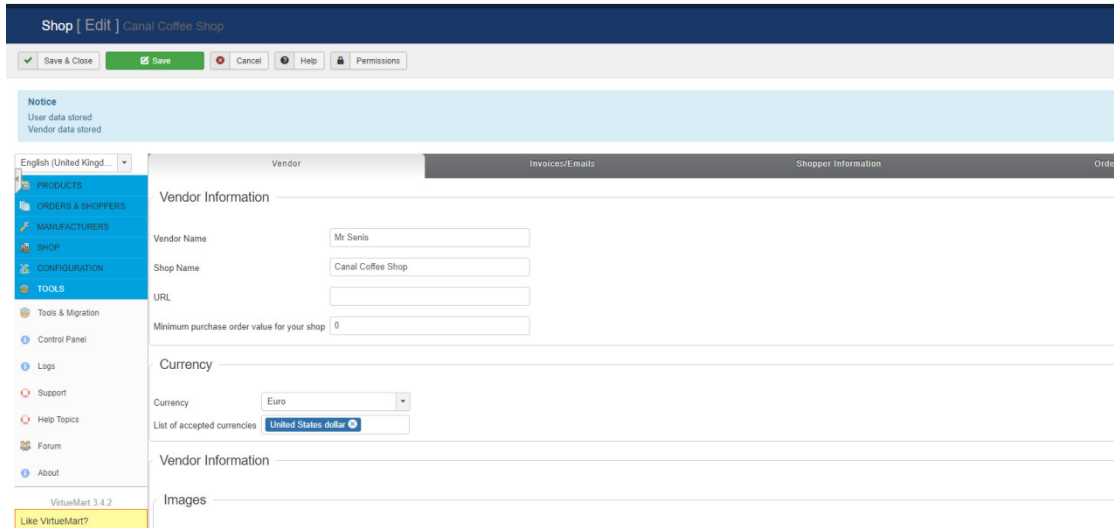 Shop [ Edit ] Canal Coffee Shop
Save & Close Save Cancel Help Permissions
Notice
User data stored
Vendor data stored
English (United Kingd...
Vendor Invoices/Emails Shopper Information Orde
PRODUCTS
ORDERS & SHOPPERS
MANUFACTURERS
SHOP
CONFIGURATION
TOOLS
Tools & Migration
Control Panel
Logs
Support
Help Topics
Forum
About
VirtueMart 3.4.2
Like VirtueMart?
Vendor Information
Vendor Name Mr Senis
Shop Name Canal Coffee Shop
URL
Minimum purchase order value for your shop 0
Currency
Currency Euro
List of accepted currencies United States dollar
Vendor Information
Images